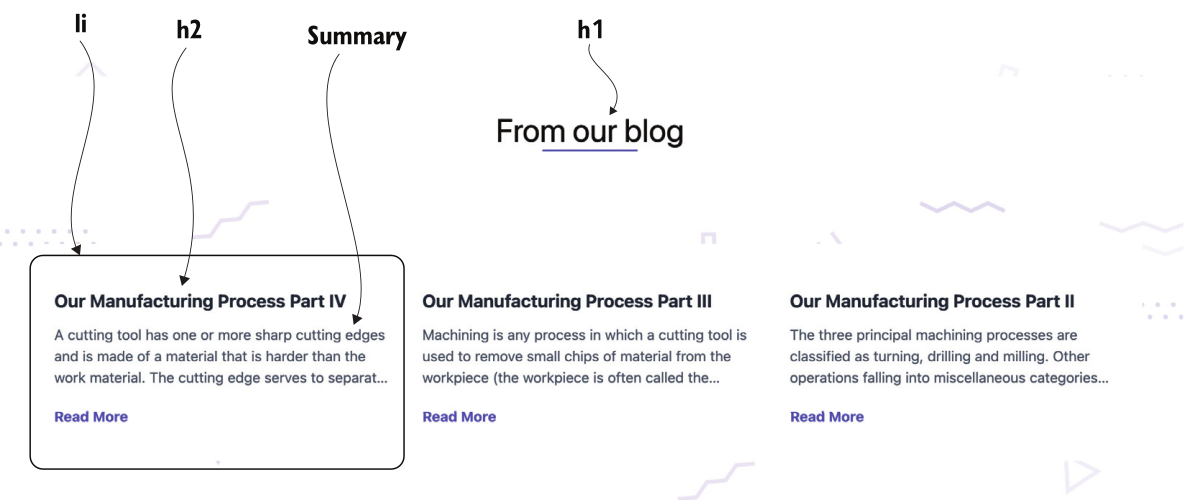 li
h2
Summary
h1
From our blog
Our Manufacturing Process Part IV
A cutting tool has one or more sharp cutting edges
and is made of a material that is harder than the
work material. The cutting edge serves to separat...
Read More
Our Manufacturing Process Part III
Machining is any process in which a cutting tool is
used to remove small chips of material from the
workpiece (the workpiece is often called the...
Read More
Our Manufacturing Process Part II
The three principal machining processes are
classified as turning, drilling and milling. Other
operations falling into miscellaneous categories...
Read More